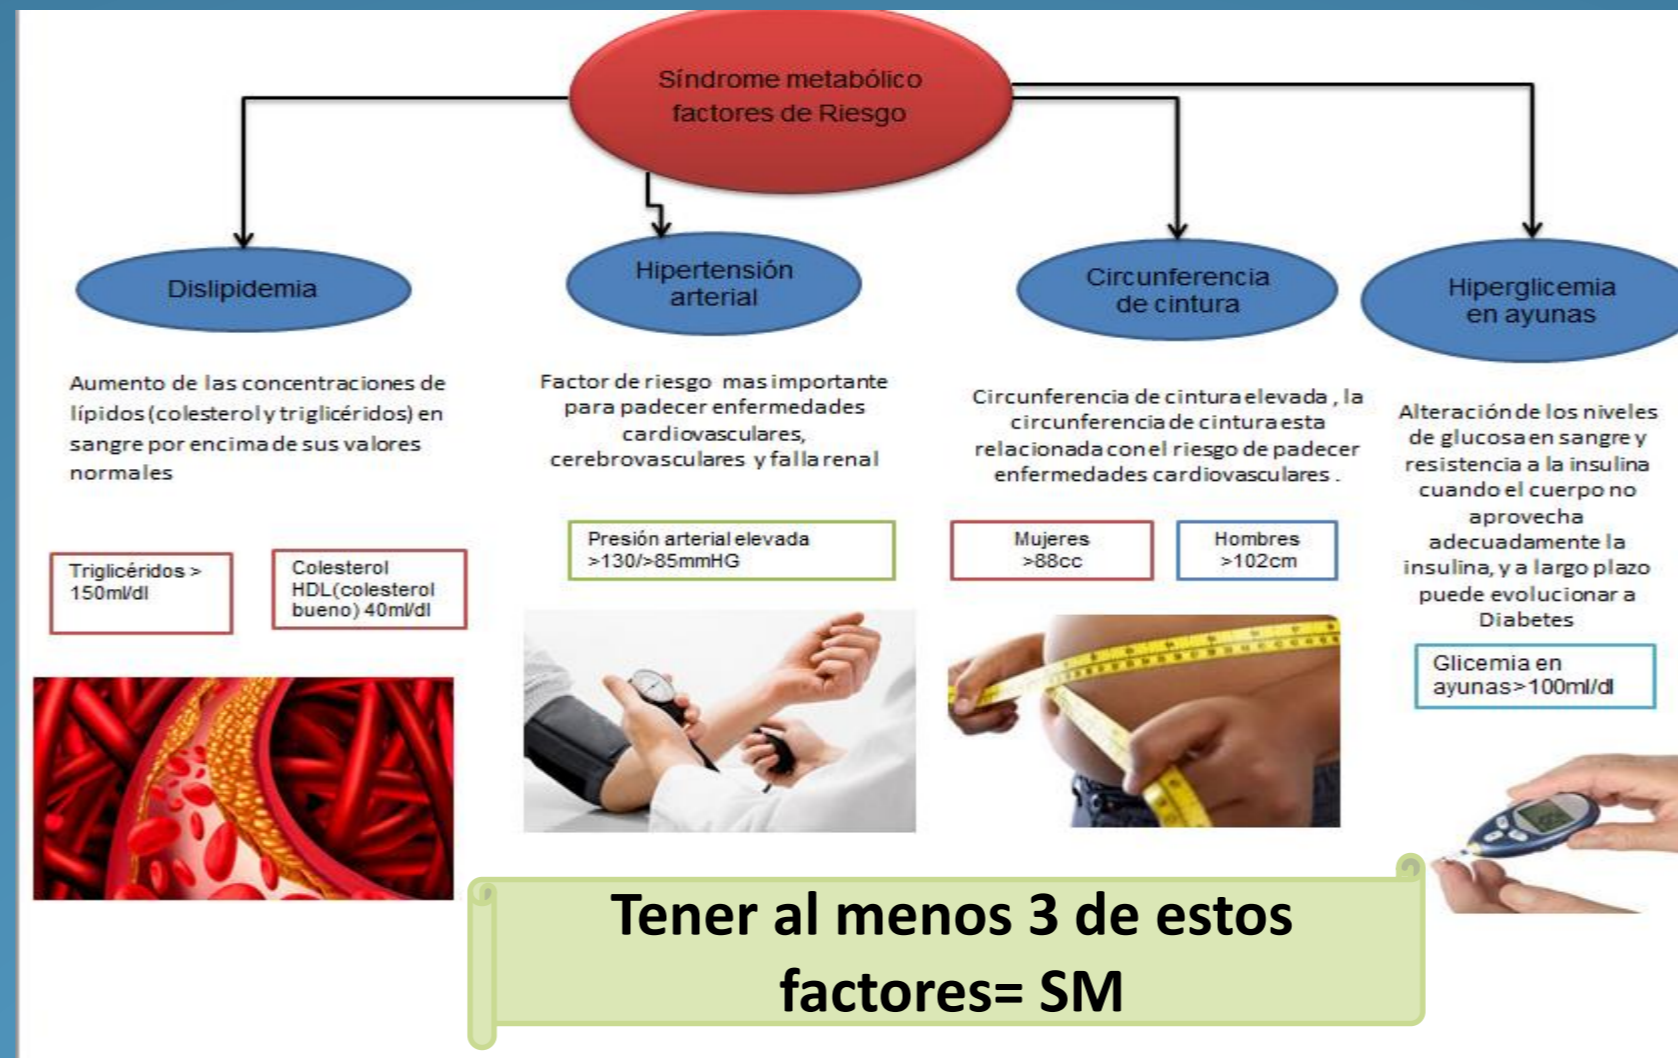 Síndrome metabólico
factores de Riesgo
Dislipidemia
Hipertensión
arterial
Circunferencia
de cintura
Hiperglicemia
en ayunas
Aumento de las concentraciones de
lípidos (colesterol y triglicéridos) en
sangre por encima de sus valores
normales
Factor de riesgo mas importante
para padecer enfermedades
cardiovasculares,
cerebrovasculares y falla renal
Circunferencia de cintura elevada , la
circunferencia de cintura esta
relacionada con el riesgo de padecer
enfermedades cardiovasculares .
Alteración de los niveles
de glucosa en sangre y
resistencia a la insulina
cuando el cuerpo no
aprovecha
adecuadamente la
insulina, y a largo plazo
puede evolucionar a
Diabetes
Triglicéridos >
150ml/dl
Colesterol
HDL(colesterol
bueno) 40ml/dl
Presión arterial elevada
>130/>85mmHG
Mujeres
>88cc
Hombres
>102cm
Glicemia en
ayunas>100ml/dl
Tener al menos 3 de estos
factores= SM